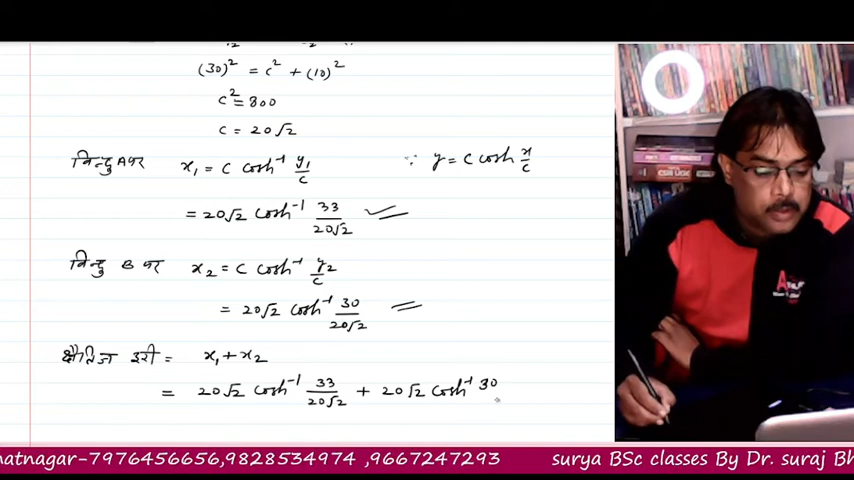 (30)² = c² + (10)²
c² = 800
c = 20√2
बिन्दु A पर x₁ = c cosh⁻¹ y₁/c ∵ y = c cosh x/c
= 20√2 cosh⁻¹ 33/20√2
बिन्दु B पर x₂ = c cosh⁻¹ y₂/c
= 20√2 cosh⁻¹ 30/20√2
क्षैतिज दूरी = x₁ + x₂
= 20√2 cosh⁻¹ 33/20√2 + 20√2 cosh⁻¹ 30
natnagar-7976456656,9828534974 ,9667247293 surya BSc classes By Dr. suraj Bh